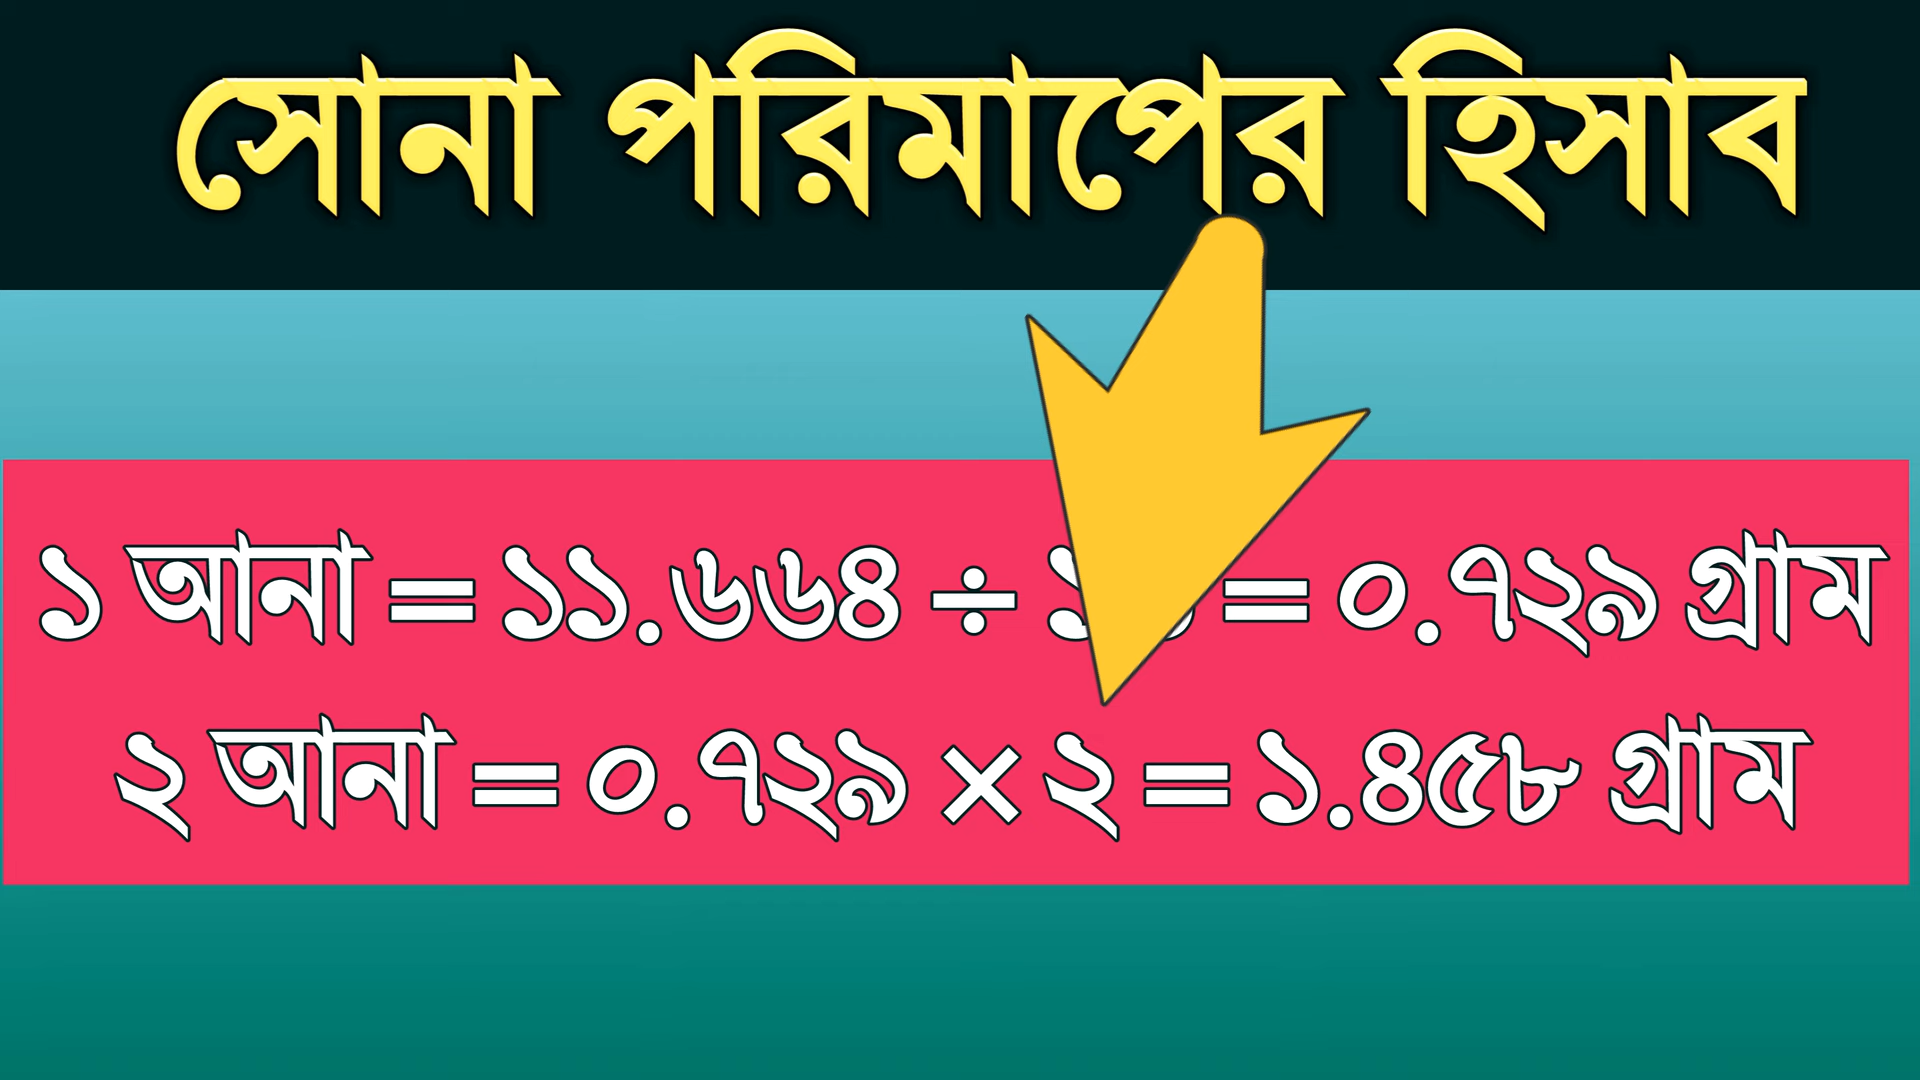 সোনা পরিমাপের হিসাব
১ আনা = ১১.৬৬৪ ÷ = ০.৭২৯ গ্রাম
২ আনা = ০.৭২৯ × ২ = ১.৪৫৮ গ্রাম